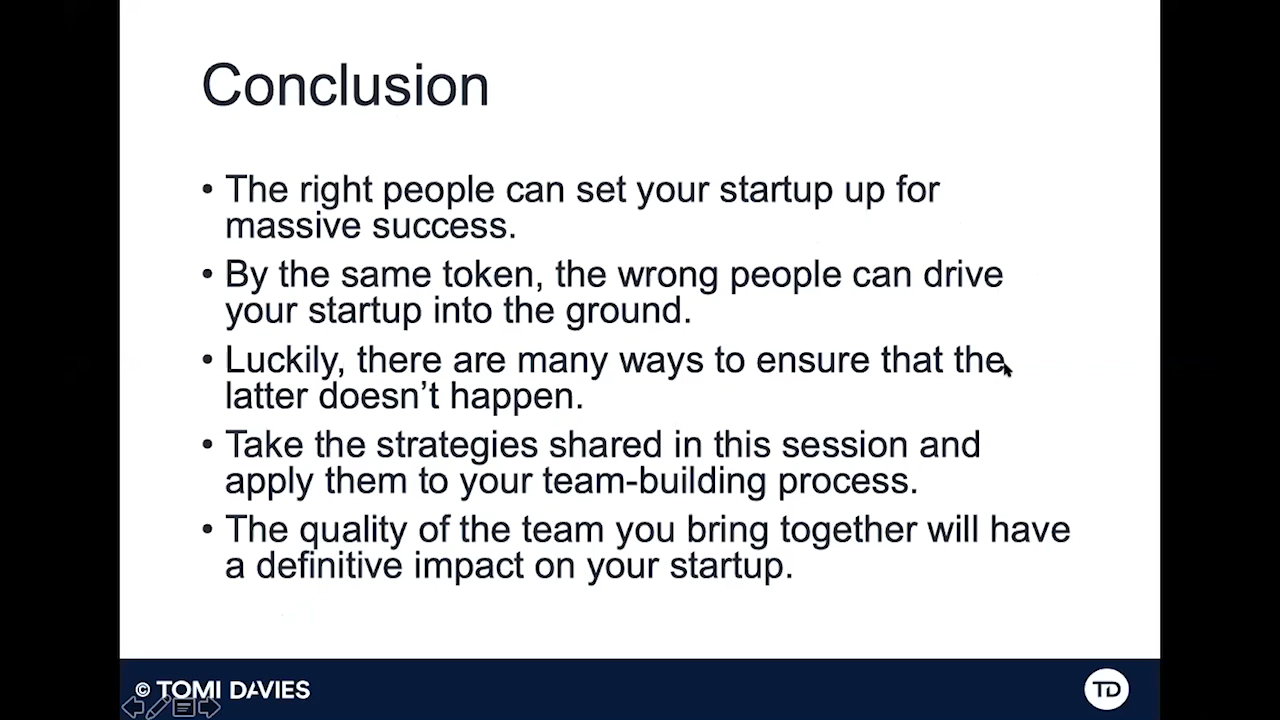 Conclusion
• The right people can set your startup up for
massive success.
• By the same token, the wrong people can drive
your startup into the ground.
• Luckily, there are many ways to ensure that the
latter doesn’t happen.
• Take the strategies shared in this session and
apply them to your team-building process.
• The quality of the team you bring together will have
a definitive impact on your startup.
© TOMI DAVIES
TD